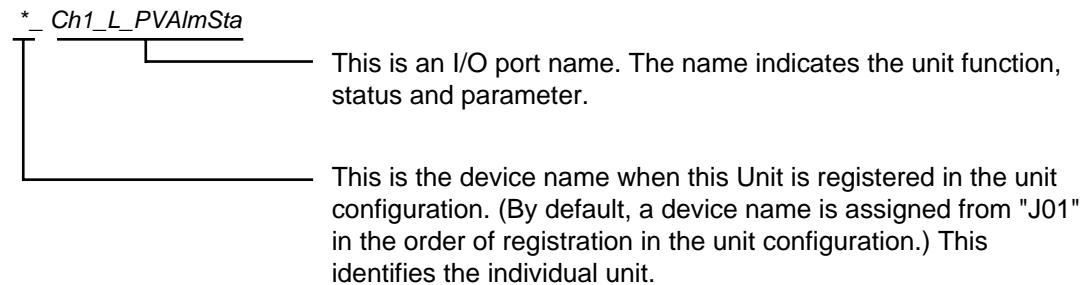 *_ Ch1_L_PVAlmSta
This is an I/O port name. The name indicates the unit function,
status and parameter.
This is the device name when this Unit is registered in the unit
configuration. (By default, a device name is assigned from "J01"
in the order of registration in the unit configuration.) This
identifies the individual unit.